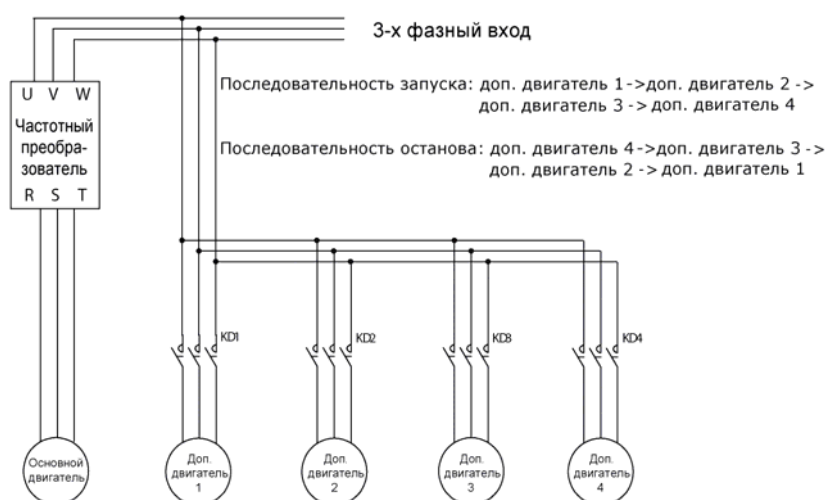 3-х фазный вход
Последовательность запуска: доп. двигатель 1->доп. двигатель 2 ->
доп. двигатель 3 -> доп. двигатель 4
Последовательность останова: доп. двигатель 4->доп. двигатель 3 ->
доп. двигатель 2 -> доп. двигатель 1
U V W
Частотный
преобра-
зователь
R S T
KD1
KD2
KD3
KD4
Основной
двигатель
Доп.
двигатель
1
Доп.
двигатель
2
Доп.
двигатель
3
Доп.
двигатель
4